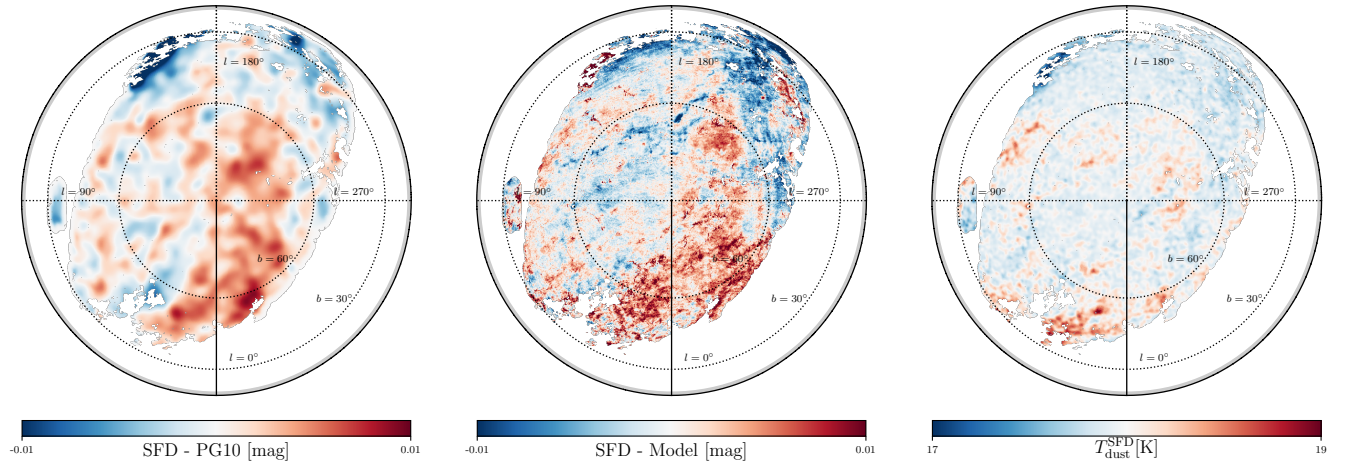 l = 180°
l = 90°
l = 270°
b = 60°
b = 30°
l = 0°
-0.01
0.01
SFD - PG10 [mag]
l = 180°
l = 90°
l = 270°
b = 60°
b = 30°
l = 0°
-0.01
0.01
SFD - Model [mag]
l = 180°
l = 90°
l = 270°
b = 60°
b = 30°
l = 0°
17
19
T_dust^SFD [K]